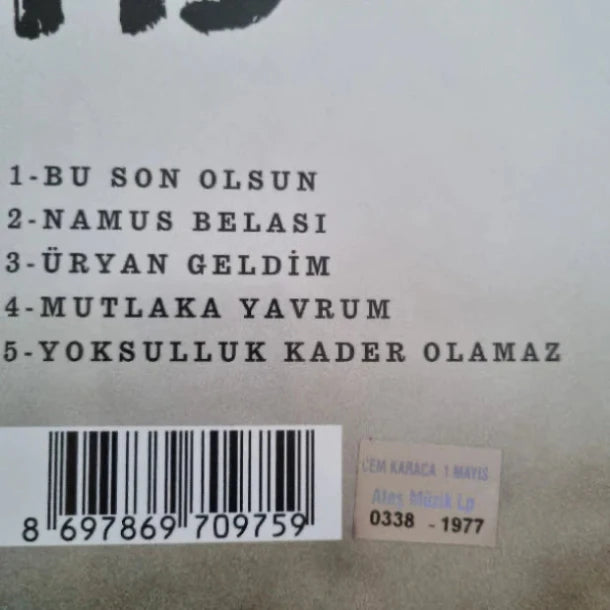 1-BU SON OLSUN
2-NAMUS BELASI
3-ÜRYAN GELDİM
4-MUTLAKA YAVRUM
5-YOKSULLUK KADER OLAMAZ
8 697869 709759
CEM KARACA 1 MAYIS
Ateş Müzik Lp
0338 - 1977